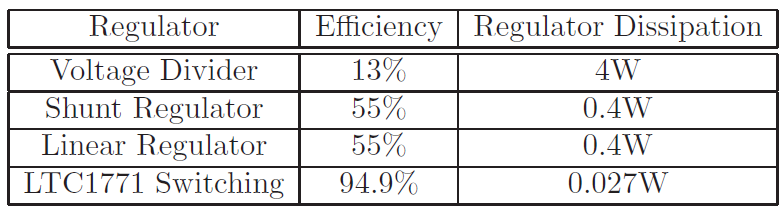 Regulator Efficiency Regulator Dissipation
Voltage Divider 13% 4W
Shunt Regulator 55% 0.4W
Linear Regulator 55% 0.4W
LTC1771 Switching 94.9% 0.027W